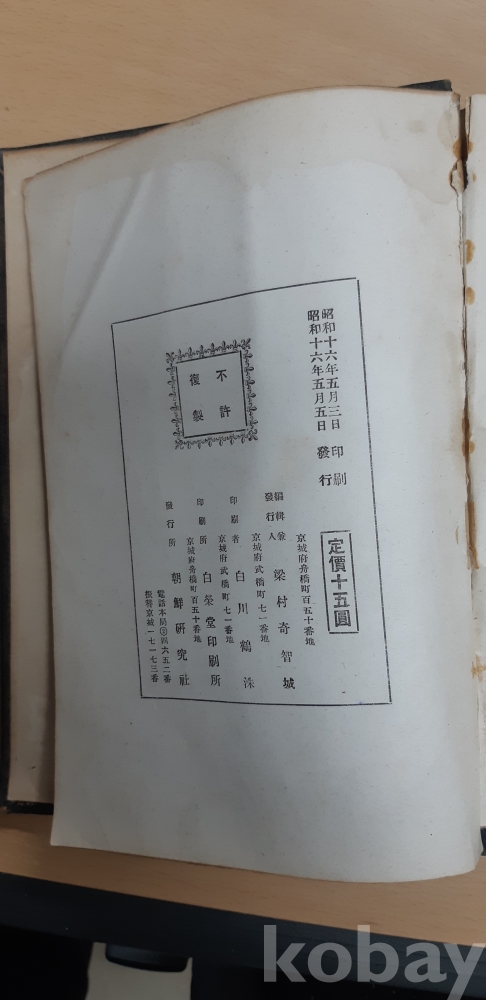 昭和十六年五月三日 印刷
昭和十六年五月五日 發行
定價十五圓
不許
復製
京城府舟橋町百五十番地
編輯兼
發行人 梁村奇智城
京城府武橋町七一番地
印刷者 白川鶴洙
京城府武橋町七一番地
印刷所 白榮堂印刷所
京城府舟橋町百五十番地
發行所 朝鮮硏究社
電話本局②四六五二番
振替京城一七一七三番
kobay